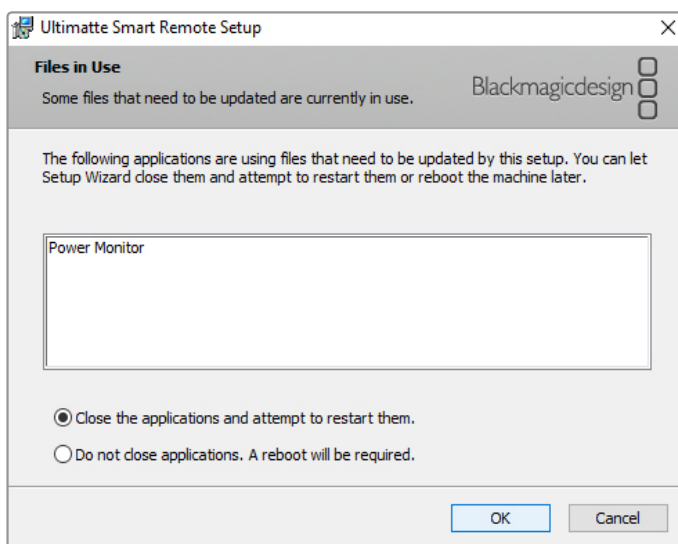 Ultimatte Smart Remote Setup
Files in Use
Some files that need to be updated are currently in use.
Blackmagicdesign
The following applications are using files that need to be updated by this setup. You can let
Setup Wizard close them and attempt to restart them or reboot the machine later.
Power Monitor
Close the applications and attempt to restart them.
Do not close applications. A reboot will be required.
OK
Cancel